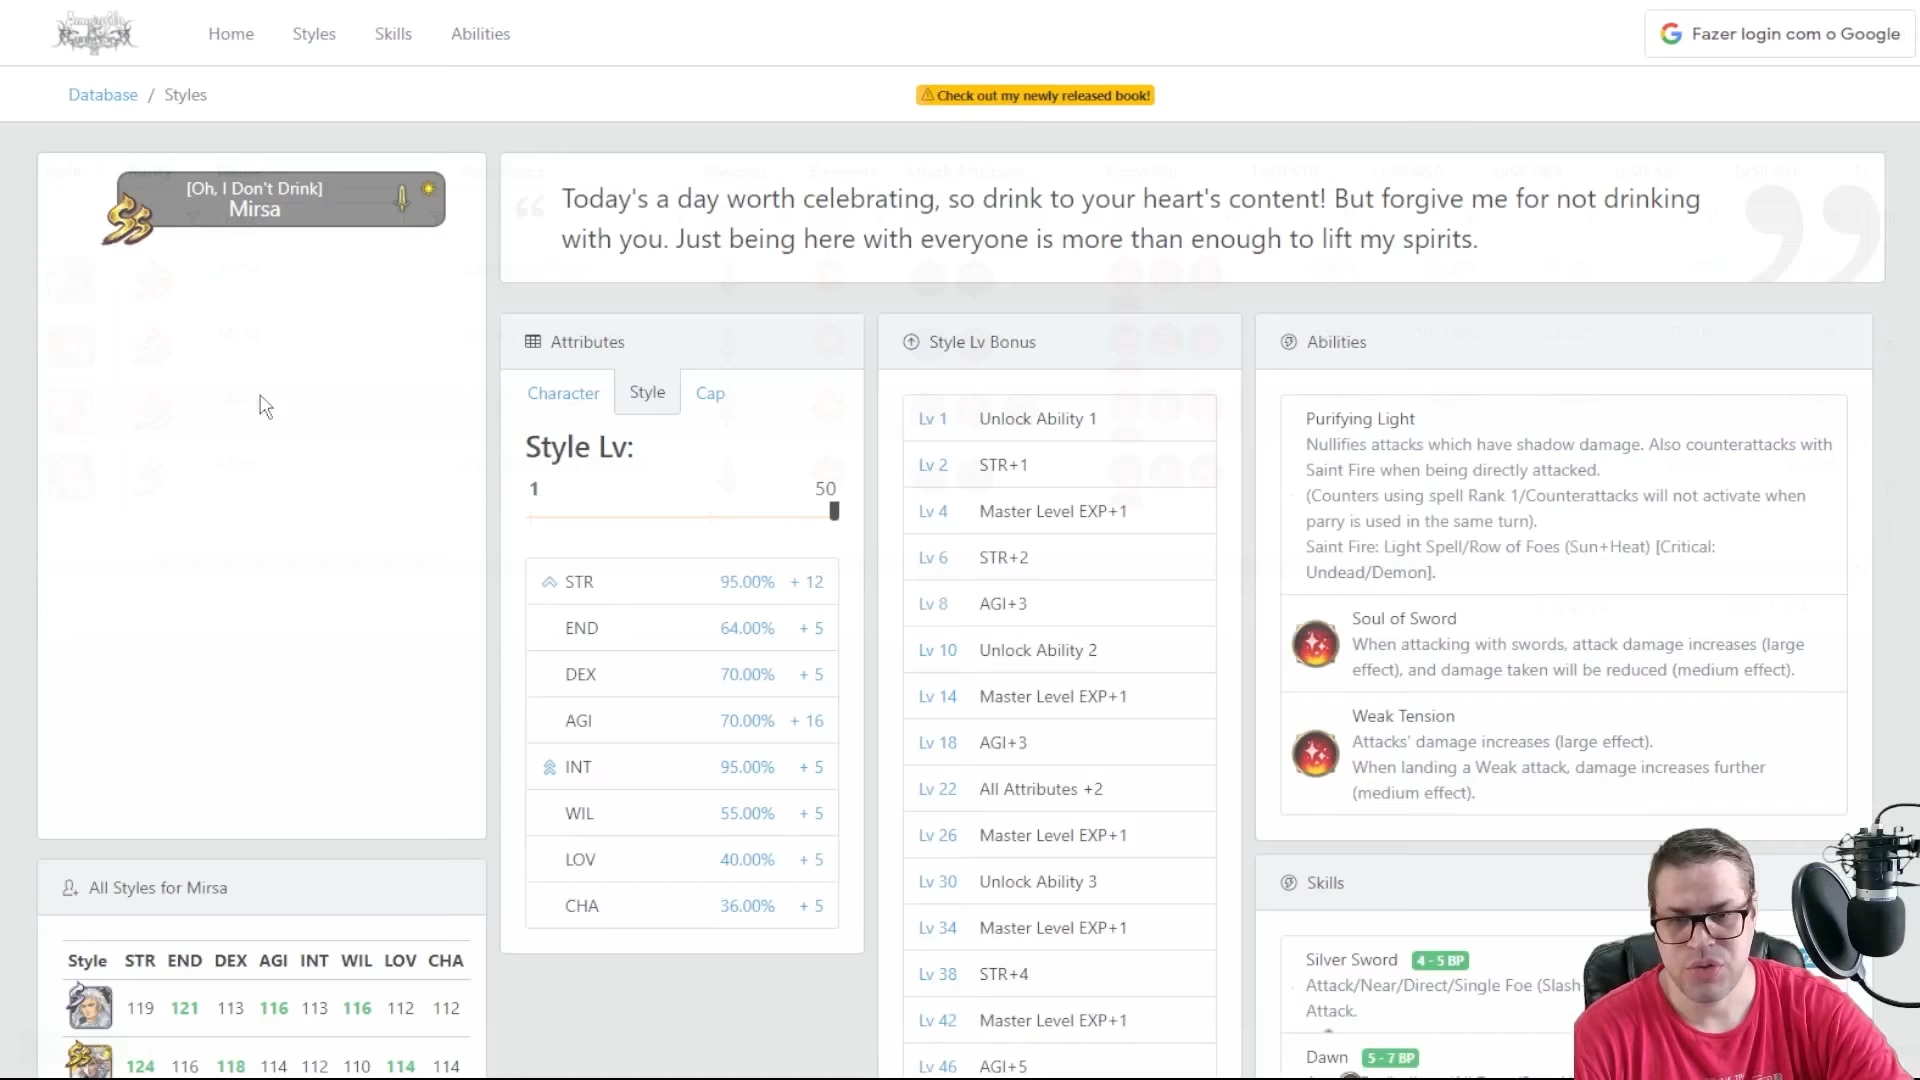 Home
Styles
Skills
Abilities
Fazer login com o Google
Database / Styles
Check out my newly released book!
[Oh, I Don't Drink]
Mirsa
Today's a day worth celebrating, so drink to your heart's content! But forgive me for not drinking
with you. Just being here with everyone is more than enough to lift my spirits.
Attributes
Character
Style
Cap
Style Lv:
1
50
STR 95.00% + 12
END 64.00% + 5
DEX 70.00% + 5
AGI 70.00% + 16
INT 95.00% + 5
WIL 55.00% + 5
LOV 40.00% + 5
CHA 36.00% + 5
Style Lv Bonus
Lv 1 Unlock Ability 1
Lv 2 STR+1
Lv 4 Master Level EXP+1
Lv 6 STR+2
Lv 8 AGI+3
Lv 10 Unlock Ability 2
Lv 14 Master Level EXP+1
Lv 18 AGI+3
Lv 22 All Attributes +2
Lv 26 Master Level EXP+1
Lv 30 Unlock Ability 3
Lv 34 Master Level EXP+1
Lv 38 STR+4
Lv 42 Master Level EXP+1
Lv 46 AGI+5
Abilities
Purifying Light
Nullifies attacks which have shadow damage. Also counterattacks with
Saint Fire when being directly attacked.
(Counters using spell Rank 1/Counterattacks will not activate when
parry is used in the same turn).
Saint Fire: Light Spell/Row of Foes (Sun+Heat) [Critical:
Undead/Demon].
Soul of Sword
When attacking with swords, attack damage increases (large
effect), and damage taken will be reduced (medium effect).
Weak Tension
Attacks' damage increases (large effect).
When landing a Weak attack, damage increases further
(medium effect).
Skills
Silver Sword 4 - 5 BP
Attack/Near/Direct/Single Foe (Slash
Attack.
Dawn 5 - 7 BP
All Styles for Mirsa
Style STR END DEX AGI INT WIL LOV CHA
119 121 113 116 113 116 112 112
124 116 118 114 112 110 114 114